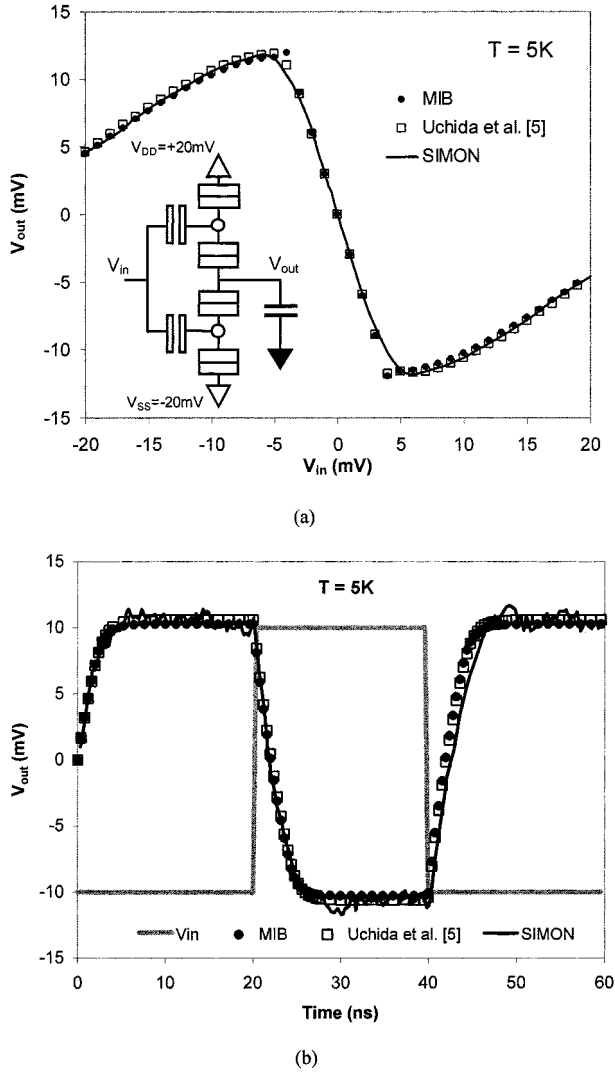 T = 5K
MIB
Uchida et al. [5]
SIMON
V_DD=+20mV
V_in
V_out
V_SS=-20mV
V_out (mV)
15
10
5
0
-5
-10
-15
-20 -15 -10 -5 0 5 10 15 20
V_in (mV)
(a)
T = 5K
V_out (mV)
15
10
5
0
-5
-10
-15
Vin MIB Uchida et al. [5] SIMON
0 10 20 30 40 50 60
Time (ns)
(b)